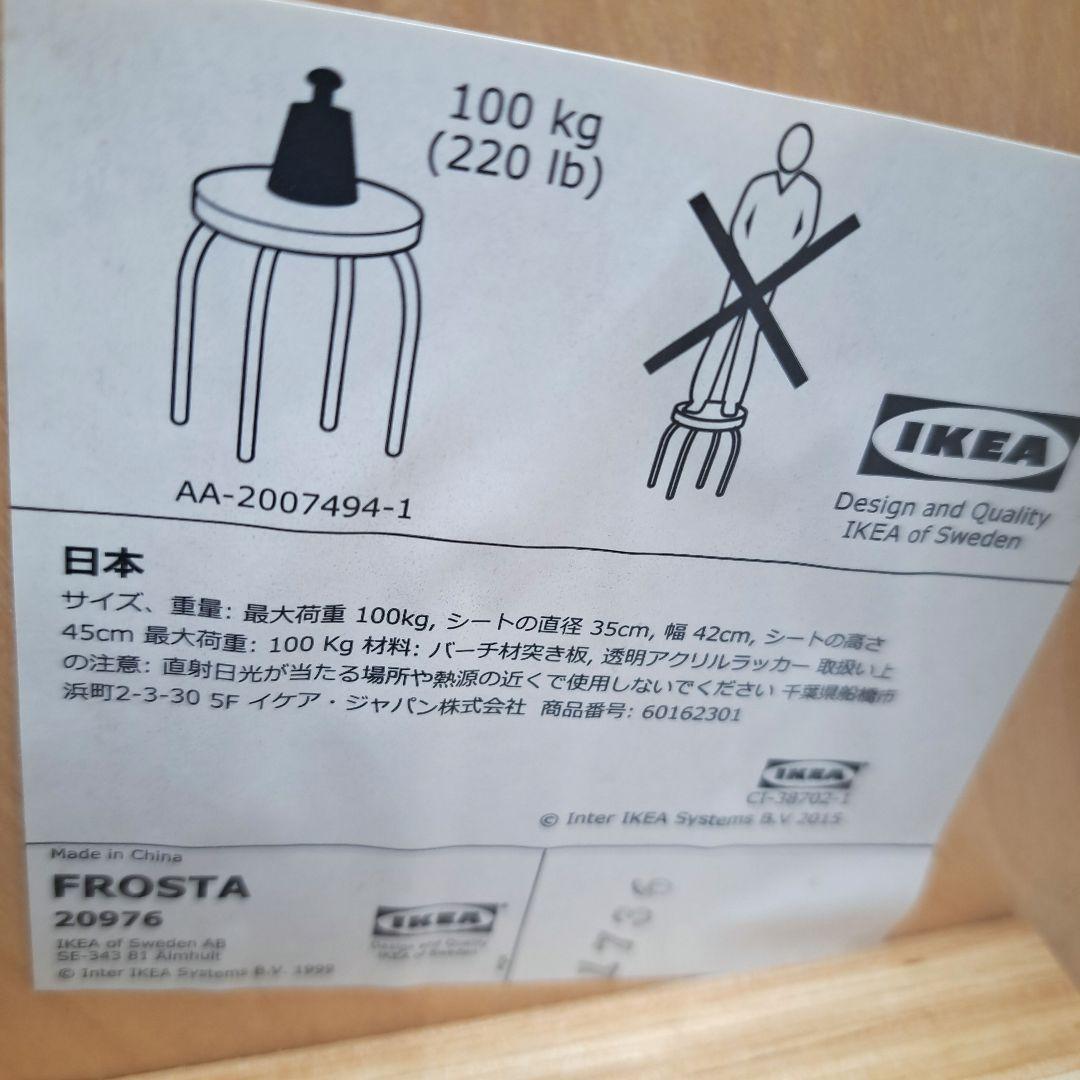 100 kg
(220 lb)
AA-2007494-1
IKEA
Design and Quality
IKEA of Sweden
日本
サイズ、重量: 最大荷重 100kg, シートの直径 35cm, 幅 42cm, シートの高さ
45cm 最大荷重: 100 Kg 材料: バーチ材突き板, 透明アクリルラッカー 取扱い上
の注意: 直射日光が当たる場所や熱源の近くで使用しないでください 千葉県船橋市
浜町2-3-30 5F イケア・ジャパン株式会社 商品番号: 60162301
IKEA
CI-38702-1
© Inter IKEA Systems B.V 2015
Made in China
FROSTA
20976
IKEA of Sweden AB
SE-343 81 Älmhult
© Inter IKEA Systems B.V. 1999
IKEA®
Design and Quality
IKEA of Sweden
1736